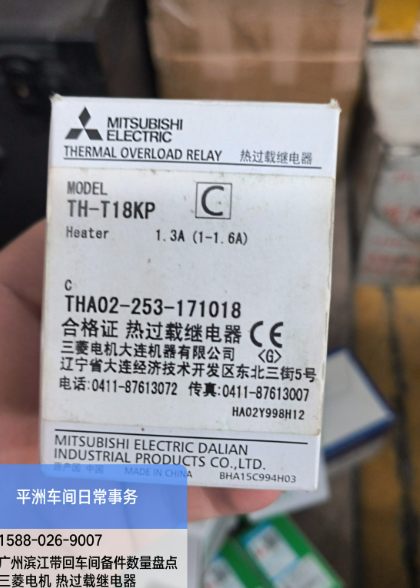 MITSUBISHI
ELECTRIC
THERMAL OVERLOAD RELAY 热过载继电器
MODEL
TH-T18KP C
Heater 1.3A (1-1.6A)
C
THA02-253-171018
合格证 热过载继电器 CE
三菱电机大连机器有限公司 <G>
辽宁省大连经济技术开发区东北三街5号
电话:0411-87613072 传真:0411-87613007
HA02Y998H12
MITSUBISHI ELECTRIC DALIAN
INDUSTRIAL PRODUCTS CO.,LTD.
中国 MADE IN CHINA BHA15C994H03
平洲车间日常事务
1588-026-9007
广州滨江带回车间备件数量盘点
三菱电机 热过载继电器